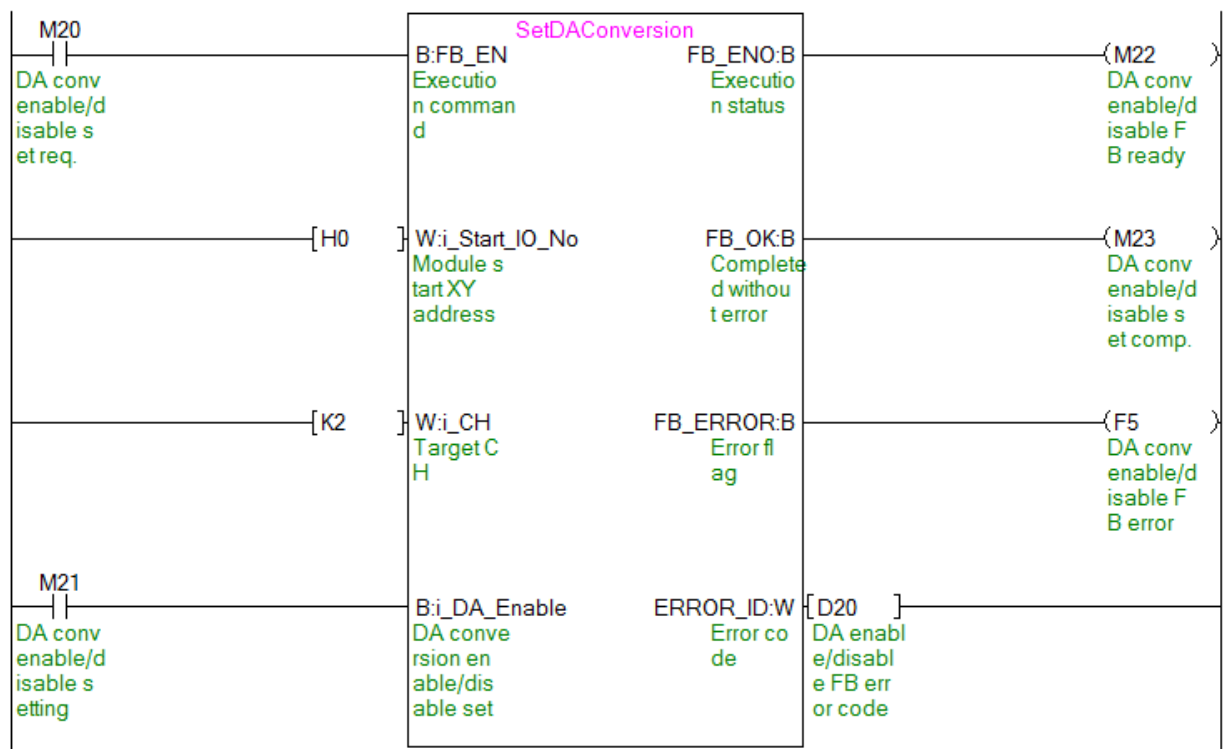 M20
SetDAConversion
B:FB_EN
FB_ENO:B
(M22 )
DA conv
enable/d
isable s
et req.
Executio
n comman
d
Executio
n status
DA conv
enable/d
isable F
B ready
[H0 ]
W:i_Start_IO_No
FB_OK:B
(M23 )
Module s
tart XY
address
Complete
d withou
t error
DA conv
enable/d
isable s
et comp.
[K2 ]
W:i_CH
FB_ERROR:B
(F5 )
Target C
H
Error fl
ag
DA conv
enable/d
isable F
B error
M21
B:i_DA_Enable
ERROR_ID:W
[D20 ]
DA conv
enable/d
isable s
etting
DA conve
rsion en
able/dis
able set
Error co
de
DA enabl
e/disabl
e FB err
or code